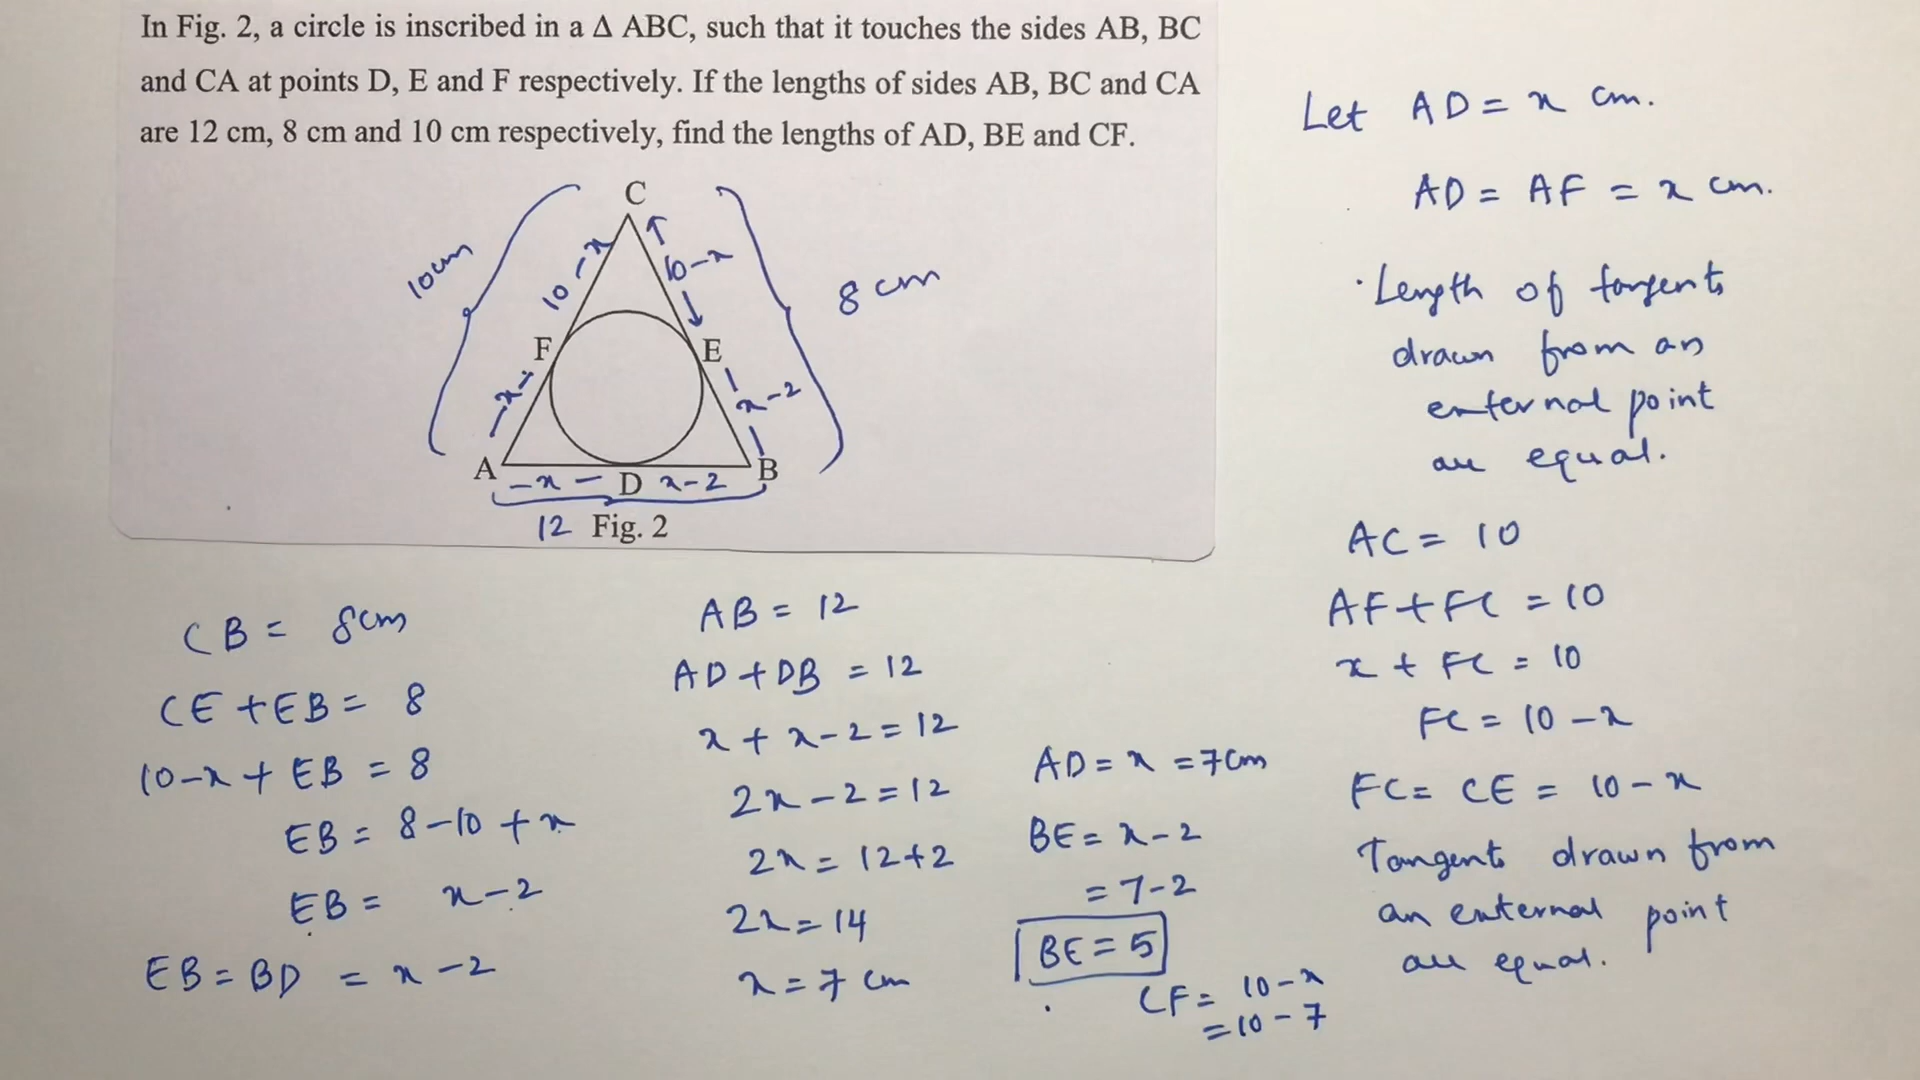 In Fig. 2, a circle is inscribed in a Δ ABC, such that it touches the sides AB, BC
and CA at points D, E and F respectively. If the lengths of sides AB, BC and CA
are 12 cm, 8 cm and 10 cm respectively, find the lengths of AD, BE and CF.
C
10cm
10-x
10-x
8 cm
F
E
x
x-2
A
B
x
D
x-2
12
Fig. 2
Let AD = x cm.
AD = AF = x cm.
Length of tangents
drawn from an
external point
are equal.
AC = 10
AF + FC = 10
x + FC = 10
FC = 10 - x
FC = CE = 10 - x
Tangents drawn from
an external point
are equal.
CB = 8cm
CE + EB = 8
10-x + EB = 8
EB = 8-10 + x
EB = x-2
EB = BD = x-2
AB = 12
AD + DB = 12
x + x-2 = 12
2x - 2 = 12
2x = 12+2
2x = 14
x = 7 cm
AD = x = 7cm
BE = x-2
= 7-2
BE = 5
CF = 10-x
= 10-7